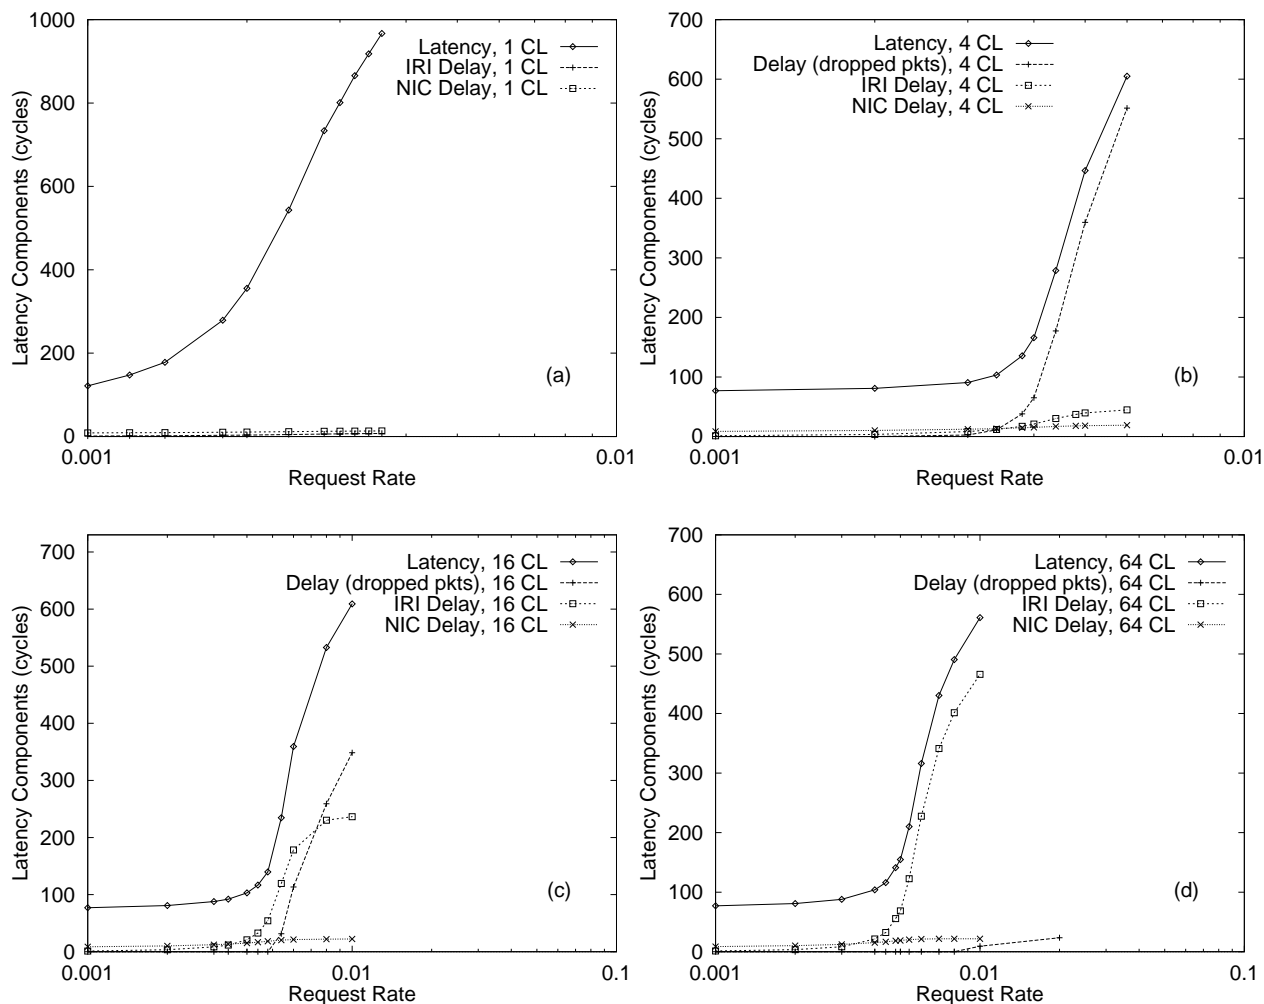 1000
800
600
400
200
0
0.001
0.01
Latency Components (cycles)
Request Rate
Latency, 1 CL
IRI Delay, 1 CL
NIC Delay, 1 CL
(a)
700
600
500
400
300
200
100
0
0.001
0.01
Latency Components (cycles)
Request Rate
Latency, 4 CL
Delay (dropped pkts), 4 CL
IRI Delay, 4 CL
NIC Delay, 4 CL
(b)
700
600
500
400
300
200
100
0
0.001
0.01
0.1
Latency Components (cycles)
Request Rate
Latency, 16 CL
Delay (dropped pkts), 16 CL
IRI Delay, 16 CL
NIC Delay, 16 CL
(c)
700
600
500
400
300
200
100
0
0.001
0.01
0.1
Latency Components (cycles)
Request Rate
Latency, 64 CL
Delay (dropped pkts), 64 CL
IRI Delay, 64 CL
NIC Delay, 64 CL
(d)